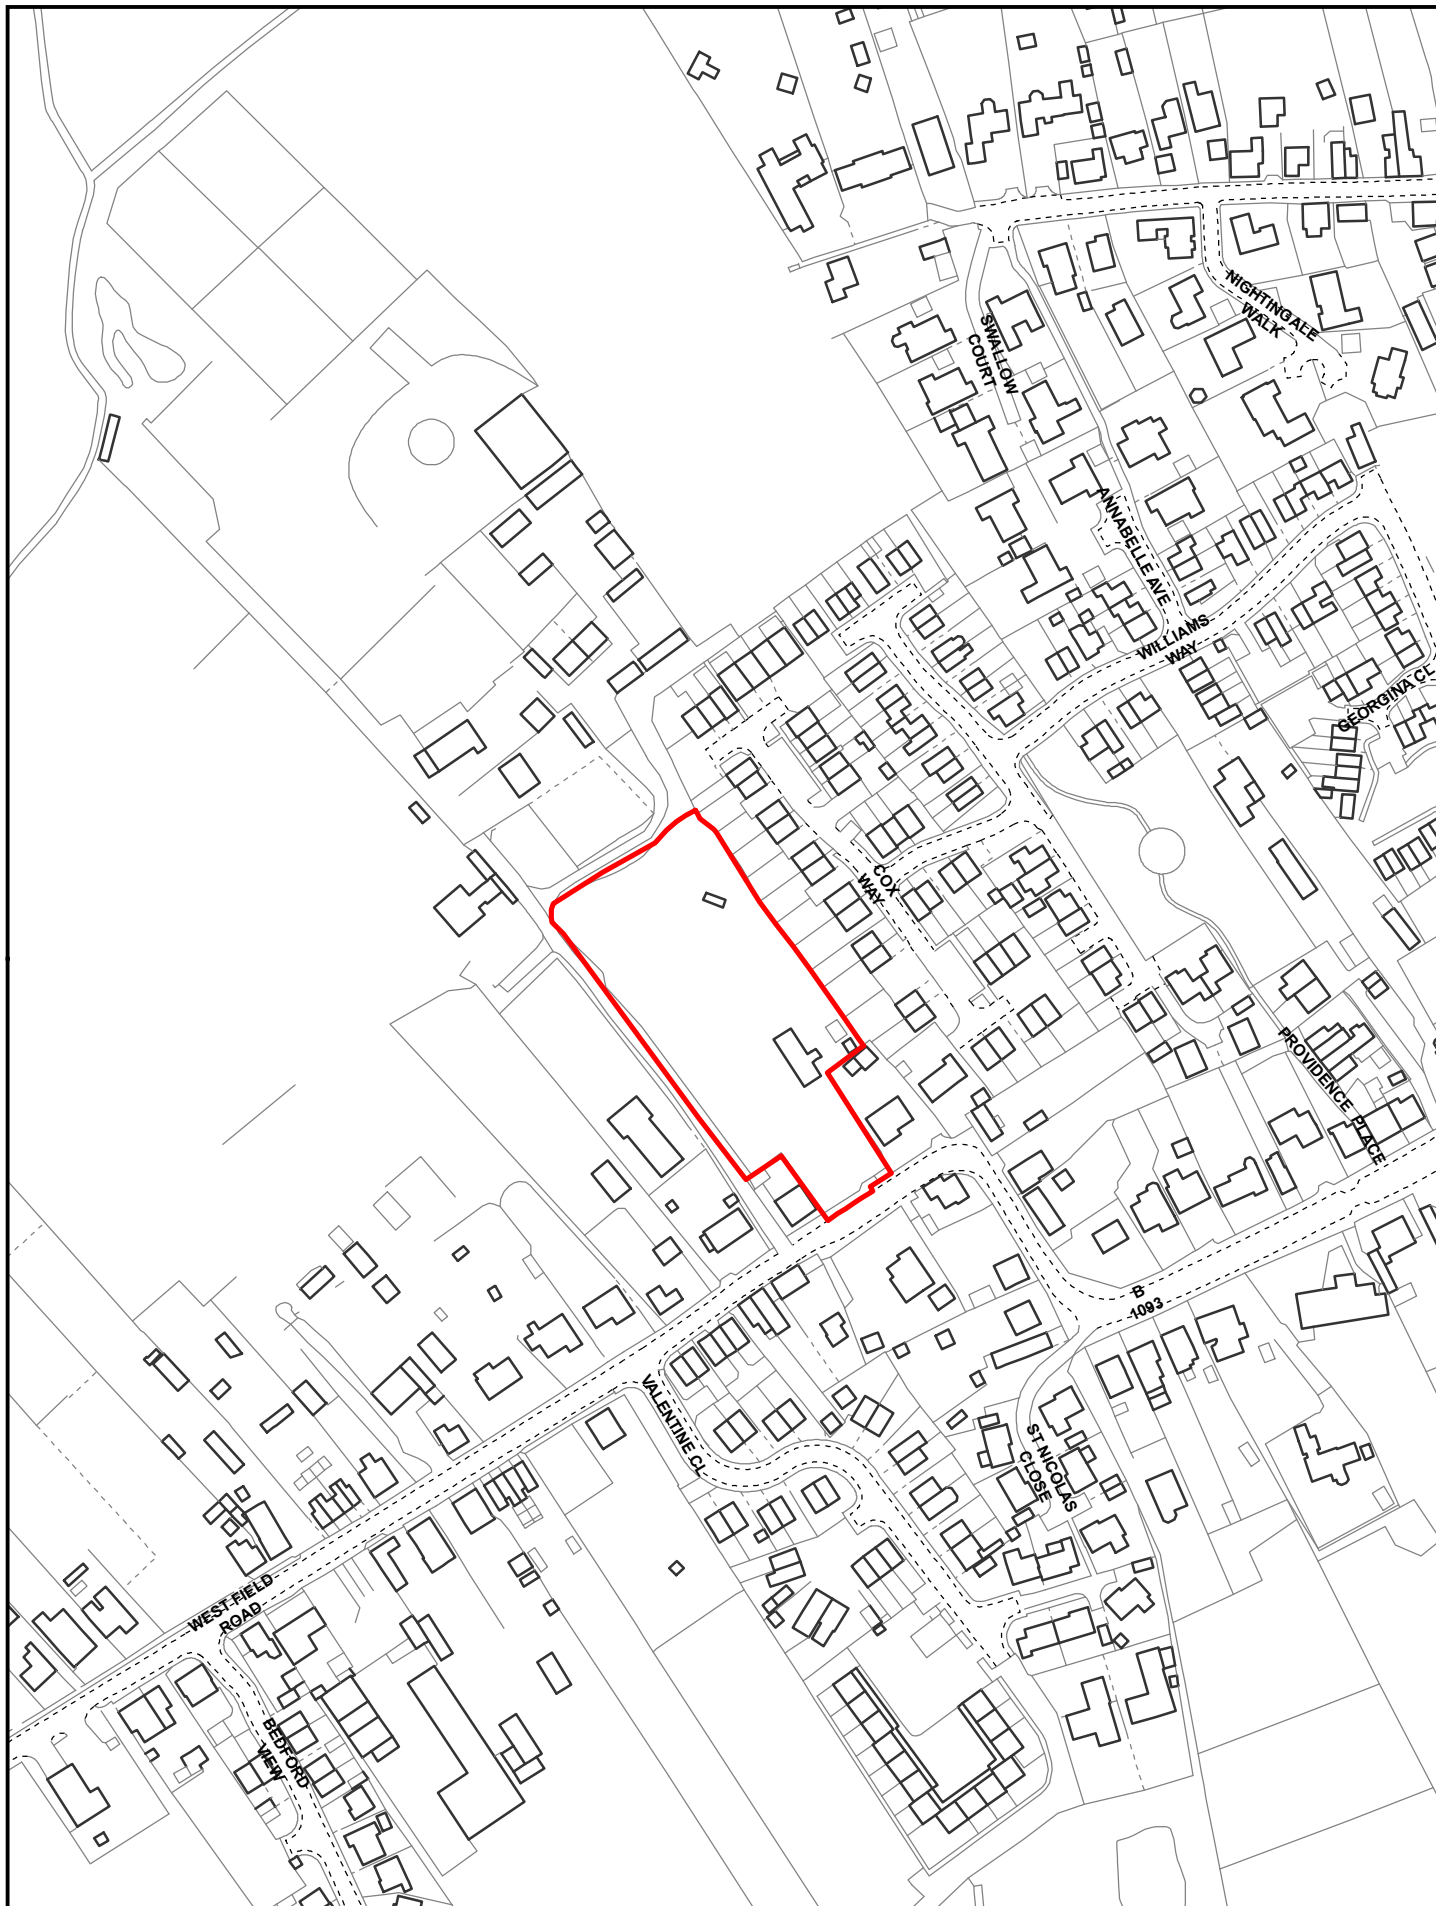 NIGHTINGALE
WALK
SWALLOW
COURT
ANNABELLE AVE
WILLIAMS
WAY
GEORGINA CL
COX
WAY
PROVIDENCE PLACE
B
1093
VALENTINE CL
ST NICOLAS
CLOSE
WEST FIELD
ROAD
BEDFORD
VIEW